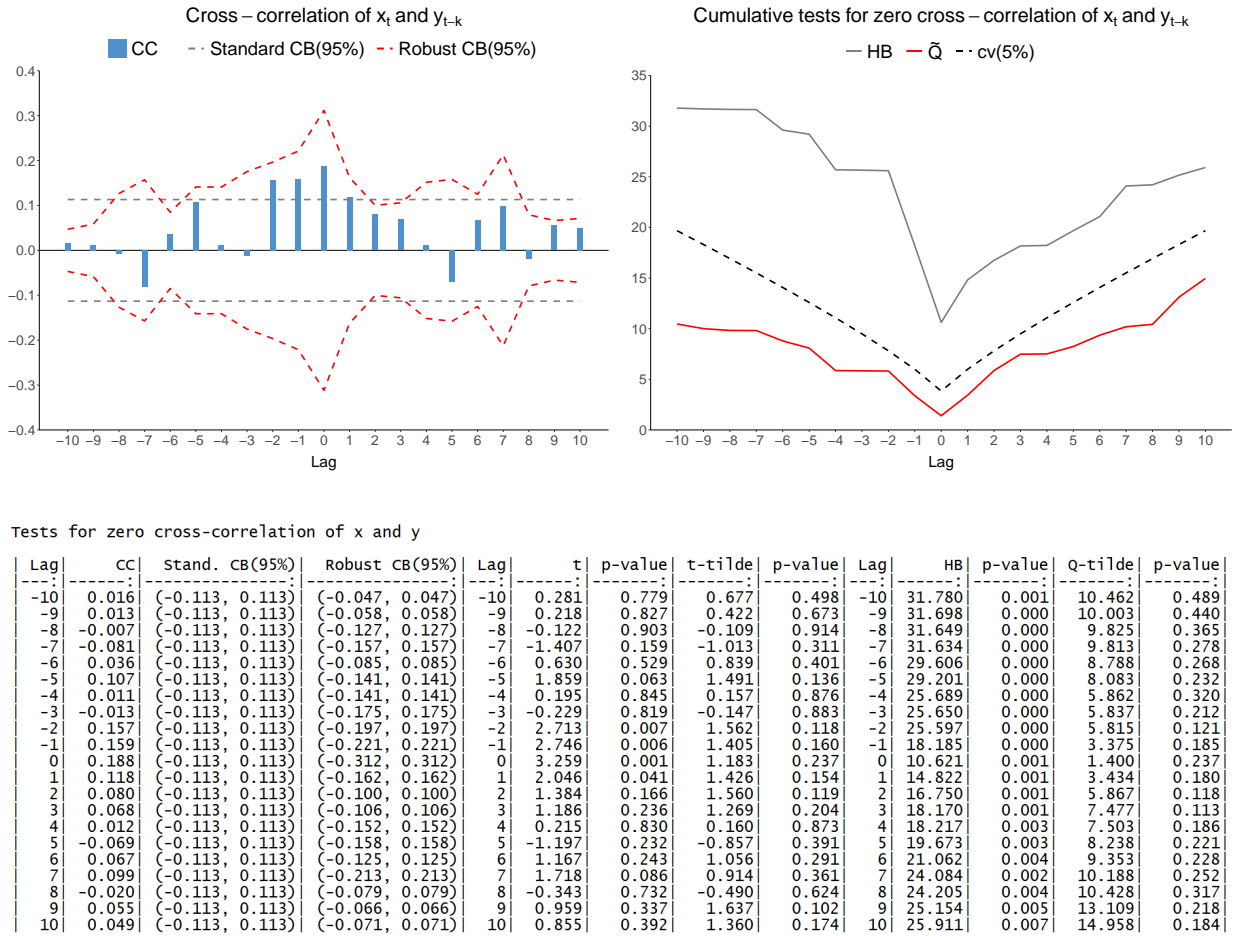 Cross – correlation of xt and yt–k
CC Standard CB(95%) Robust CB(95%)
0.4
0.3
0.2
0.1
0.0
−0.1
−0.2
−0.3
−0.4
−10 −9 −8 −7 −6 −5 −4 −3 −2 −1 0 1 2 3 4 5 6 7 8 9 10
Lag
Cumulative tests for zero cross – correlation of xt and yt–k
HB Q̃ cv(5%)
35
30
25
20
15
10
5
0
−10 −9 −8 −7 −6 −5 −4 −3 −2 −1 0 1 2 3 4 5 6 7 8 9 10
Lag
Tests for zero cross-correlation of x and y
| Lag| CC| Stand. CB(95%)| Robust CB(95%)| Lag| t| p-value| t-tilde| p-value| Lag| HB| p-value| Q-tilde| p-value|
|---:|------:|---------------:|---------------:|---:|------:|-------:|-------:|-------:|---:|------:|-------:|-------:|-------:|
| -10| 0.016| (-0.113, 0.113)| (-0.047, 0.047)| -10| 0.281| 0.779| 0.677| 0.498| -10| 31.780| 0.001| 10.462| 0.489|
| -9| 0.013| (-0.113, 0.113)| (-0.058, 0.058)| -9| 0.218| 0.827| 0.422| 0.673| -9| 31.698| 0.000| 10.003| 0.440|
| -8| -0.007| (-0.113, 0.113)| (-0.127, 0.127)| -8| -0.122| 0.903| -0.109| 0.914| -8| 31.649| 0.000| 9.825| 0.365|
| -7| -0.081| (-0.113, 0.113)| (-0.157, 0.157)| -7| -1.407| 0.159| -1.013| 0.311| -7| 31.634| 0.000| 9.813| 0.278|
| -6| 0.036| (-0.113, 0.113)| (-0.085, 0.085)| -6| 0.630| 0.529| 0.839| 0.401| -6| 29.606| 0.000| 8.788| 0.268|
| -5| 0.107| (-0.113, 0.113)| (-0.141, 0.141)| -5| 1.859| 0.063| 1.491| 0.136| -5| 29.201| 0.000| 8.083| 0.232|
| -4| 0.011| (-0.113, 0.113)| (-0.141, 0.141)| -4| 0.195| 0.845| 0.157| 0.876| -4| 25.689| 0.000| 5.862| 0.320|
| -3| -0.013| (-0.113, 0.113)| (-0.175, 0.175)| -3| -0.229| 0.819| -0.147| 0.883| -3| 25.650| 0.000| 5.837| 0.212|
| -2| 0.157| (-0.113, 0.113)| (-0.197, 0.197)| -2| 2.713| 0.007| 1.562| 0.118| -2| 25.597| 0.000| 5.815| 0.121|
| -1| 0.159| (-0.113, 0.113)| (-0.221, 0.221)| -1| 2.746| 0.006| 1.405| 0.160| -1| 18.185| 0.000| 3.375| 0.185|
| 0| 0.188| (-0.113, 0.113)| (-0.312, 0.312)| 0| 3.259| 0.001| 1.183| 0.237| 0| 10.621| 0.001| 1.400| 0.237|
| 1| 0.118| (-0.113, 0.113)| (-0.162, 0.162)| 1| 2.046| 0.041| 1.426| 0.154| 1| 14.822| 0.001| 3.434| 0.180|
| 2| 0.080| (-0.113, 0.113)| (-0.100, 0.100)| 2| 1.384| 0.166| 1.560| 0.119| 2| 16.750| 0.001| 5.867| 0.118|
| 3| 0.068| (-0.113, 0.113)| (-0.106, 0.106)| 3| 1.186| 0.236| 1.269| 0.204| 3| 18.170| 0.001| 7.477| 0.113|
| 4| 0.012| (-0.113, 0.113)| (-0.152, 0.152)| 4| 0.215| 0.830| 0.160| 0.873| 4| 18.217| 0.003| 7.503| 0.186|
| 5| -0.069| (-0.113, 0.113)| (-0.158, 0.158)| 5| -1.197| 0.232| -0.857| 0.391| 5| 19.673| 0.003| 8.238| 0.221|
| 6| 0.067| (-0.113, 0.113)| (-0.125, 0.125)| 6| 1.167| 0.243| 1.056| 0.291| 6| 21.062| 0.004| 9.353| 0.228|
| 7| 0.099| (-0.113, 0.113)| (-0.213, 0.213)| 7| 1.718| 0.086| 0.914| 0.361| 7| 24.084| 0.002| 10.188| 0.252|
| 8| -0.020| (-0.113, 0.113)| (-0.079, 0.079)| 8| -0.343| 0.732| -0.490| 0.624| 8| 24.205| 0.004| 10.428| 0.317|
| 9| 0.055| (-0.113, 0.113)| (-0.066, 0.066)| 9| 0.959| 0.337| 1.637| 0.102| 9| 25.154| 0.005| 13.109| 0.218|
| 10| 0.049| (-0.113, 0.113)| (-0.071, 0.071)| 10| 0.855| 0.392| 1.360| 0.174| 10| 25.911| 0.007| 14.958| 0.184|